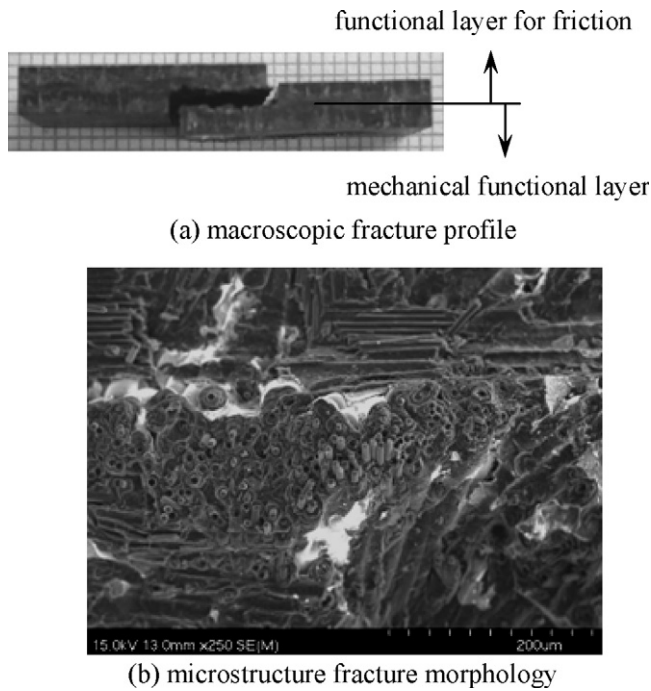 functional layer for friction
mechanical functional layer
(a) macroscopic fracture profile
15.0kV 13.0mm x250 SE(M)
200um
(b) microstructure fracture morphology